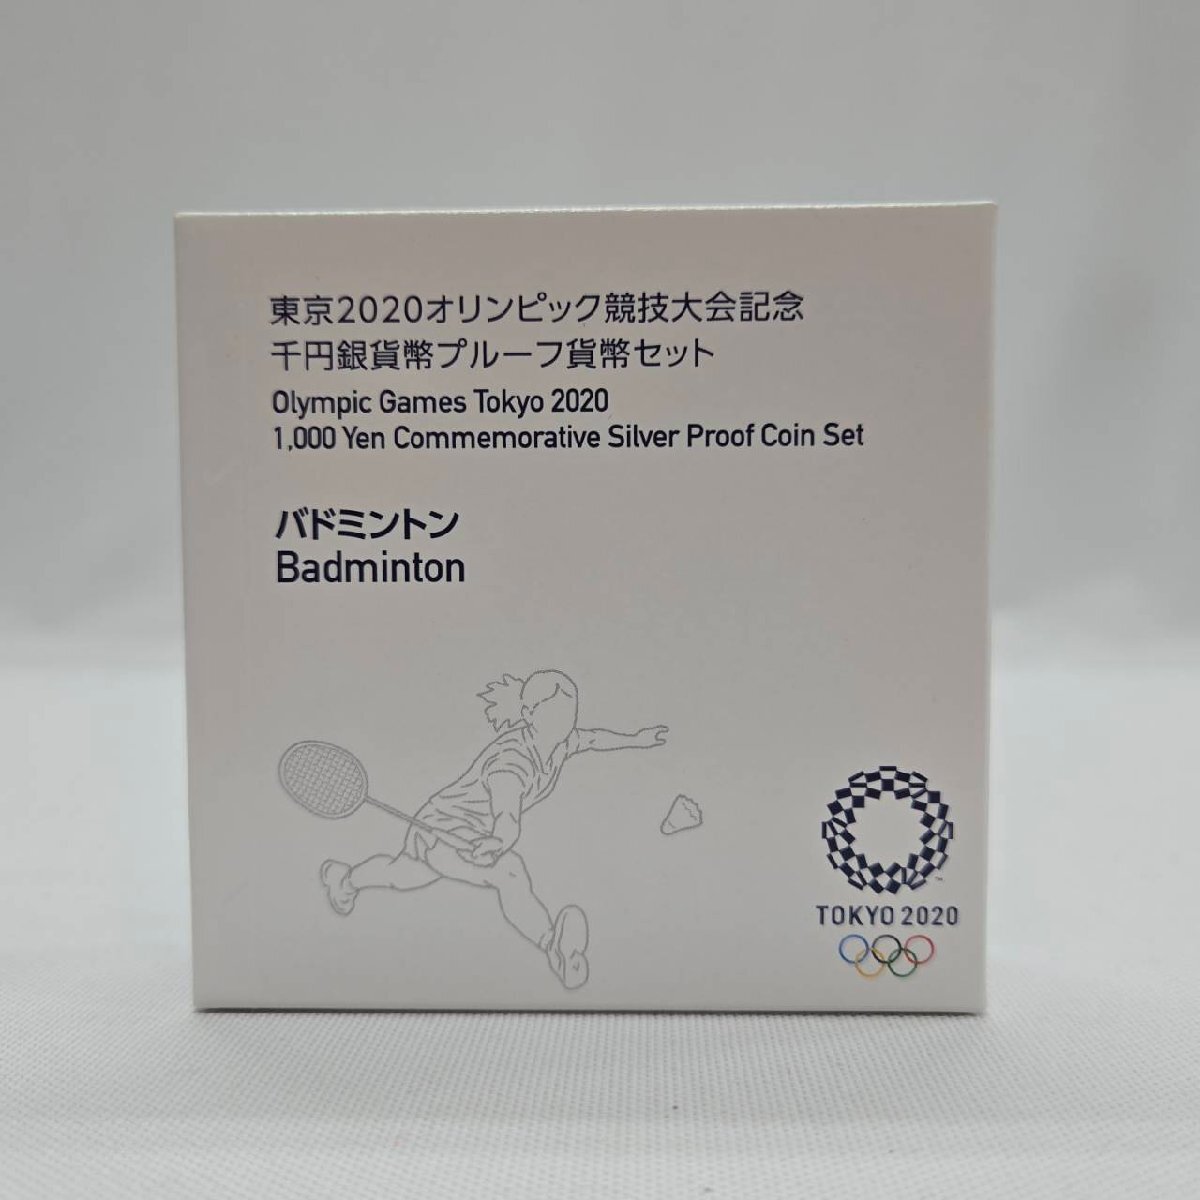 東京2020オリンピック競技大会記念
千円銀貨幣プルーフ貨幣セット
Olympic Games Tokyo 2020
1,000 Yen Commemorative Silver Proof Coin Set
バドミントン
Badminton
TOKYO 2020